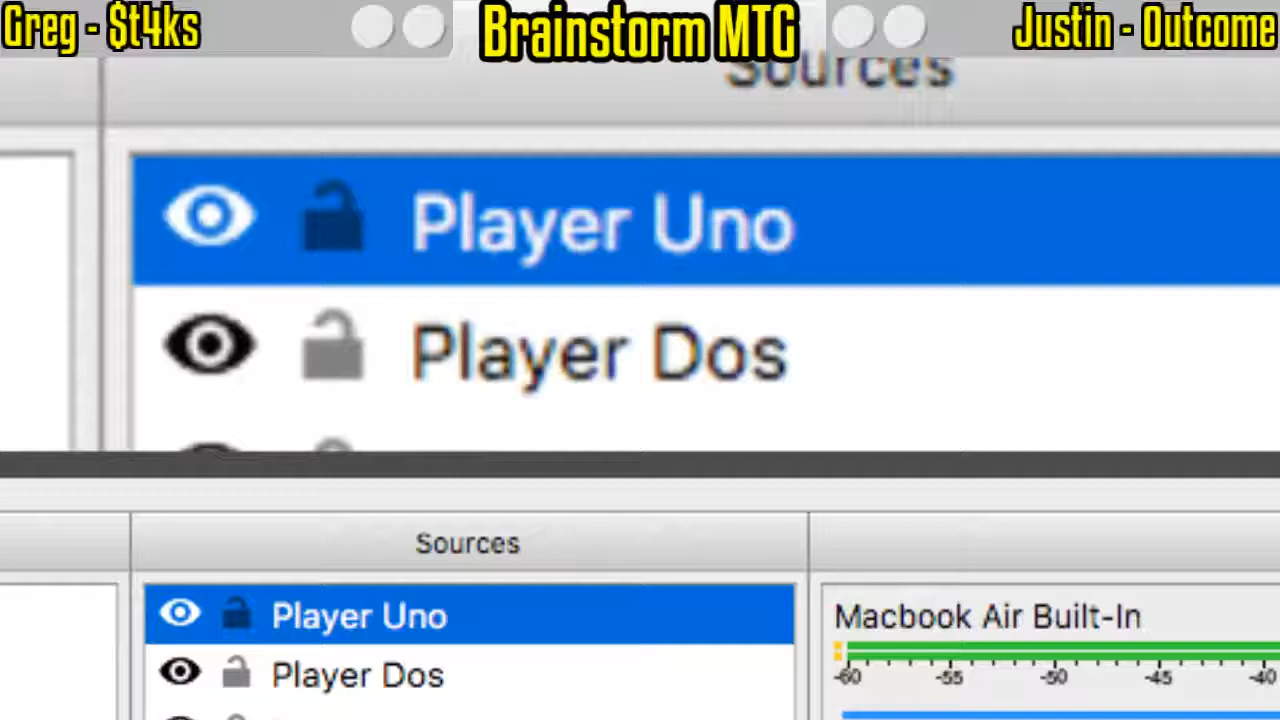 Greg - $t4ks
Brainstorm MTG
Justin - Outcome
Sources
Player Uno
Player Dos
Sources
Player Uno
Macbook Air Built-In
Player Dos
-60 -55 -50 -45 -40